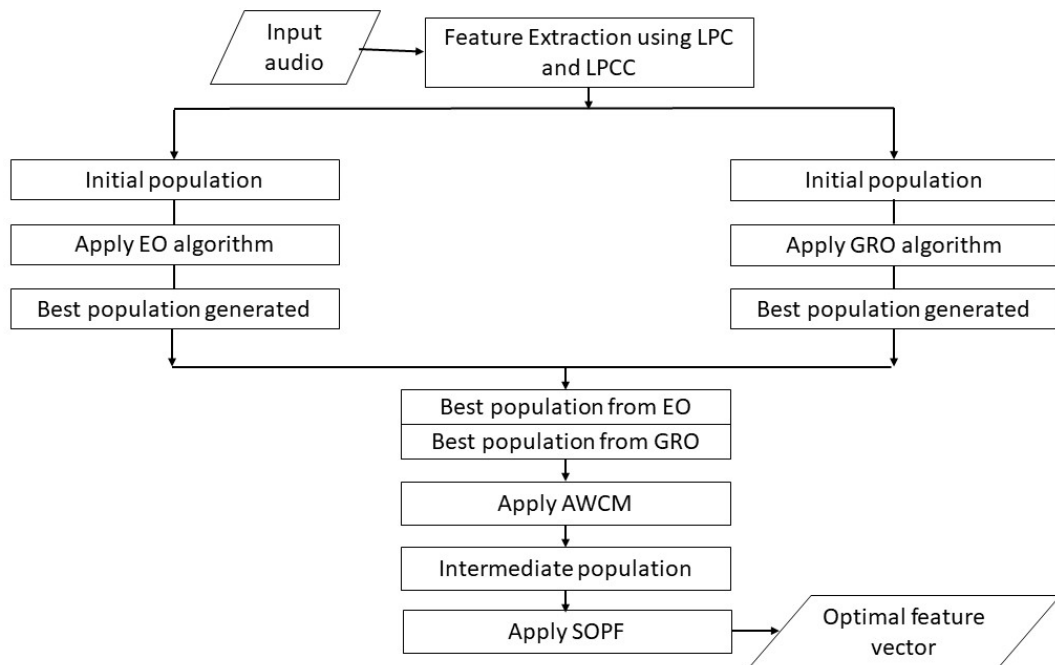 Input
audio
Feature Extraction using LPC
and LPCC
Initial population
Apply EO algorithm
Best population generated
Initial population
Apply GRO algorithm
Best population generated
Best population from EO
Best population from GRO
Apply AWCM
Intermediate population
Apply SOPF
Optimal feature
vector